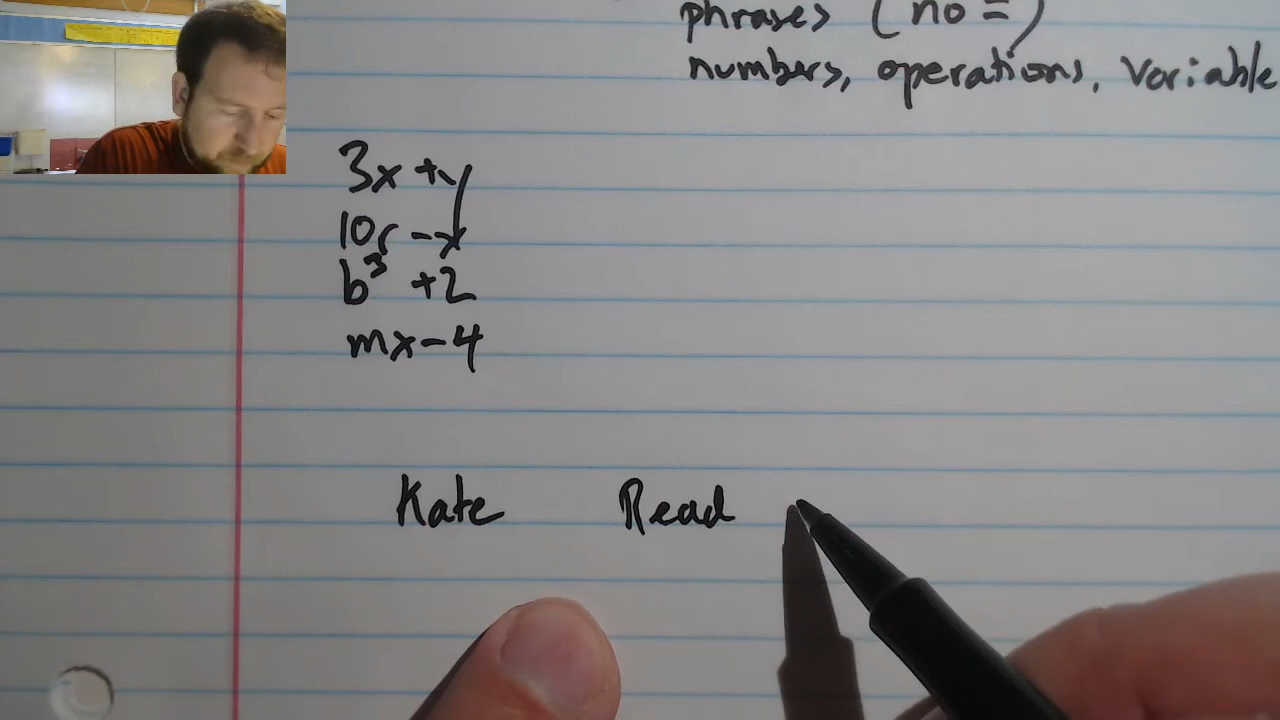 phrases (no =)
numbers, operations, variable
3x + y
10r - x
b³ + 2
mx - 4
Kate Read